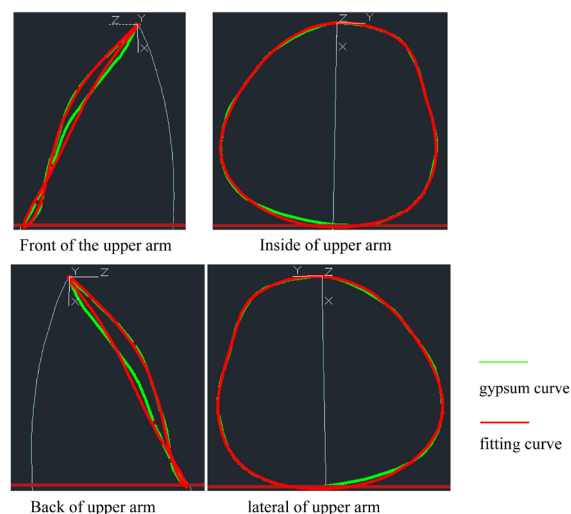 Z Y
X
Z Y
X
Front of the upper arm
Inside of upper arm
Y Z
X
Y Z
X
gypsum curve
fitting curve
Back of upper arm
lateral of upper arm